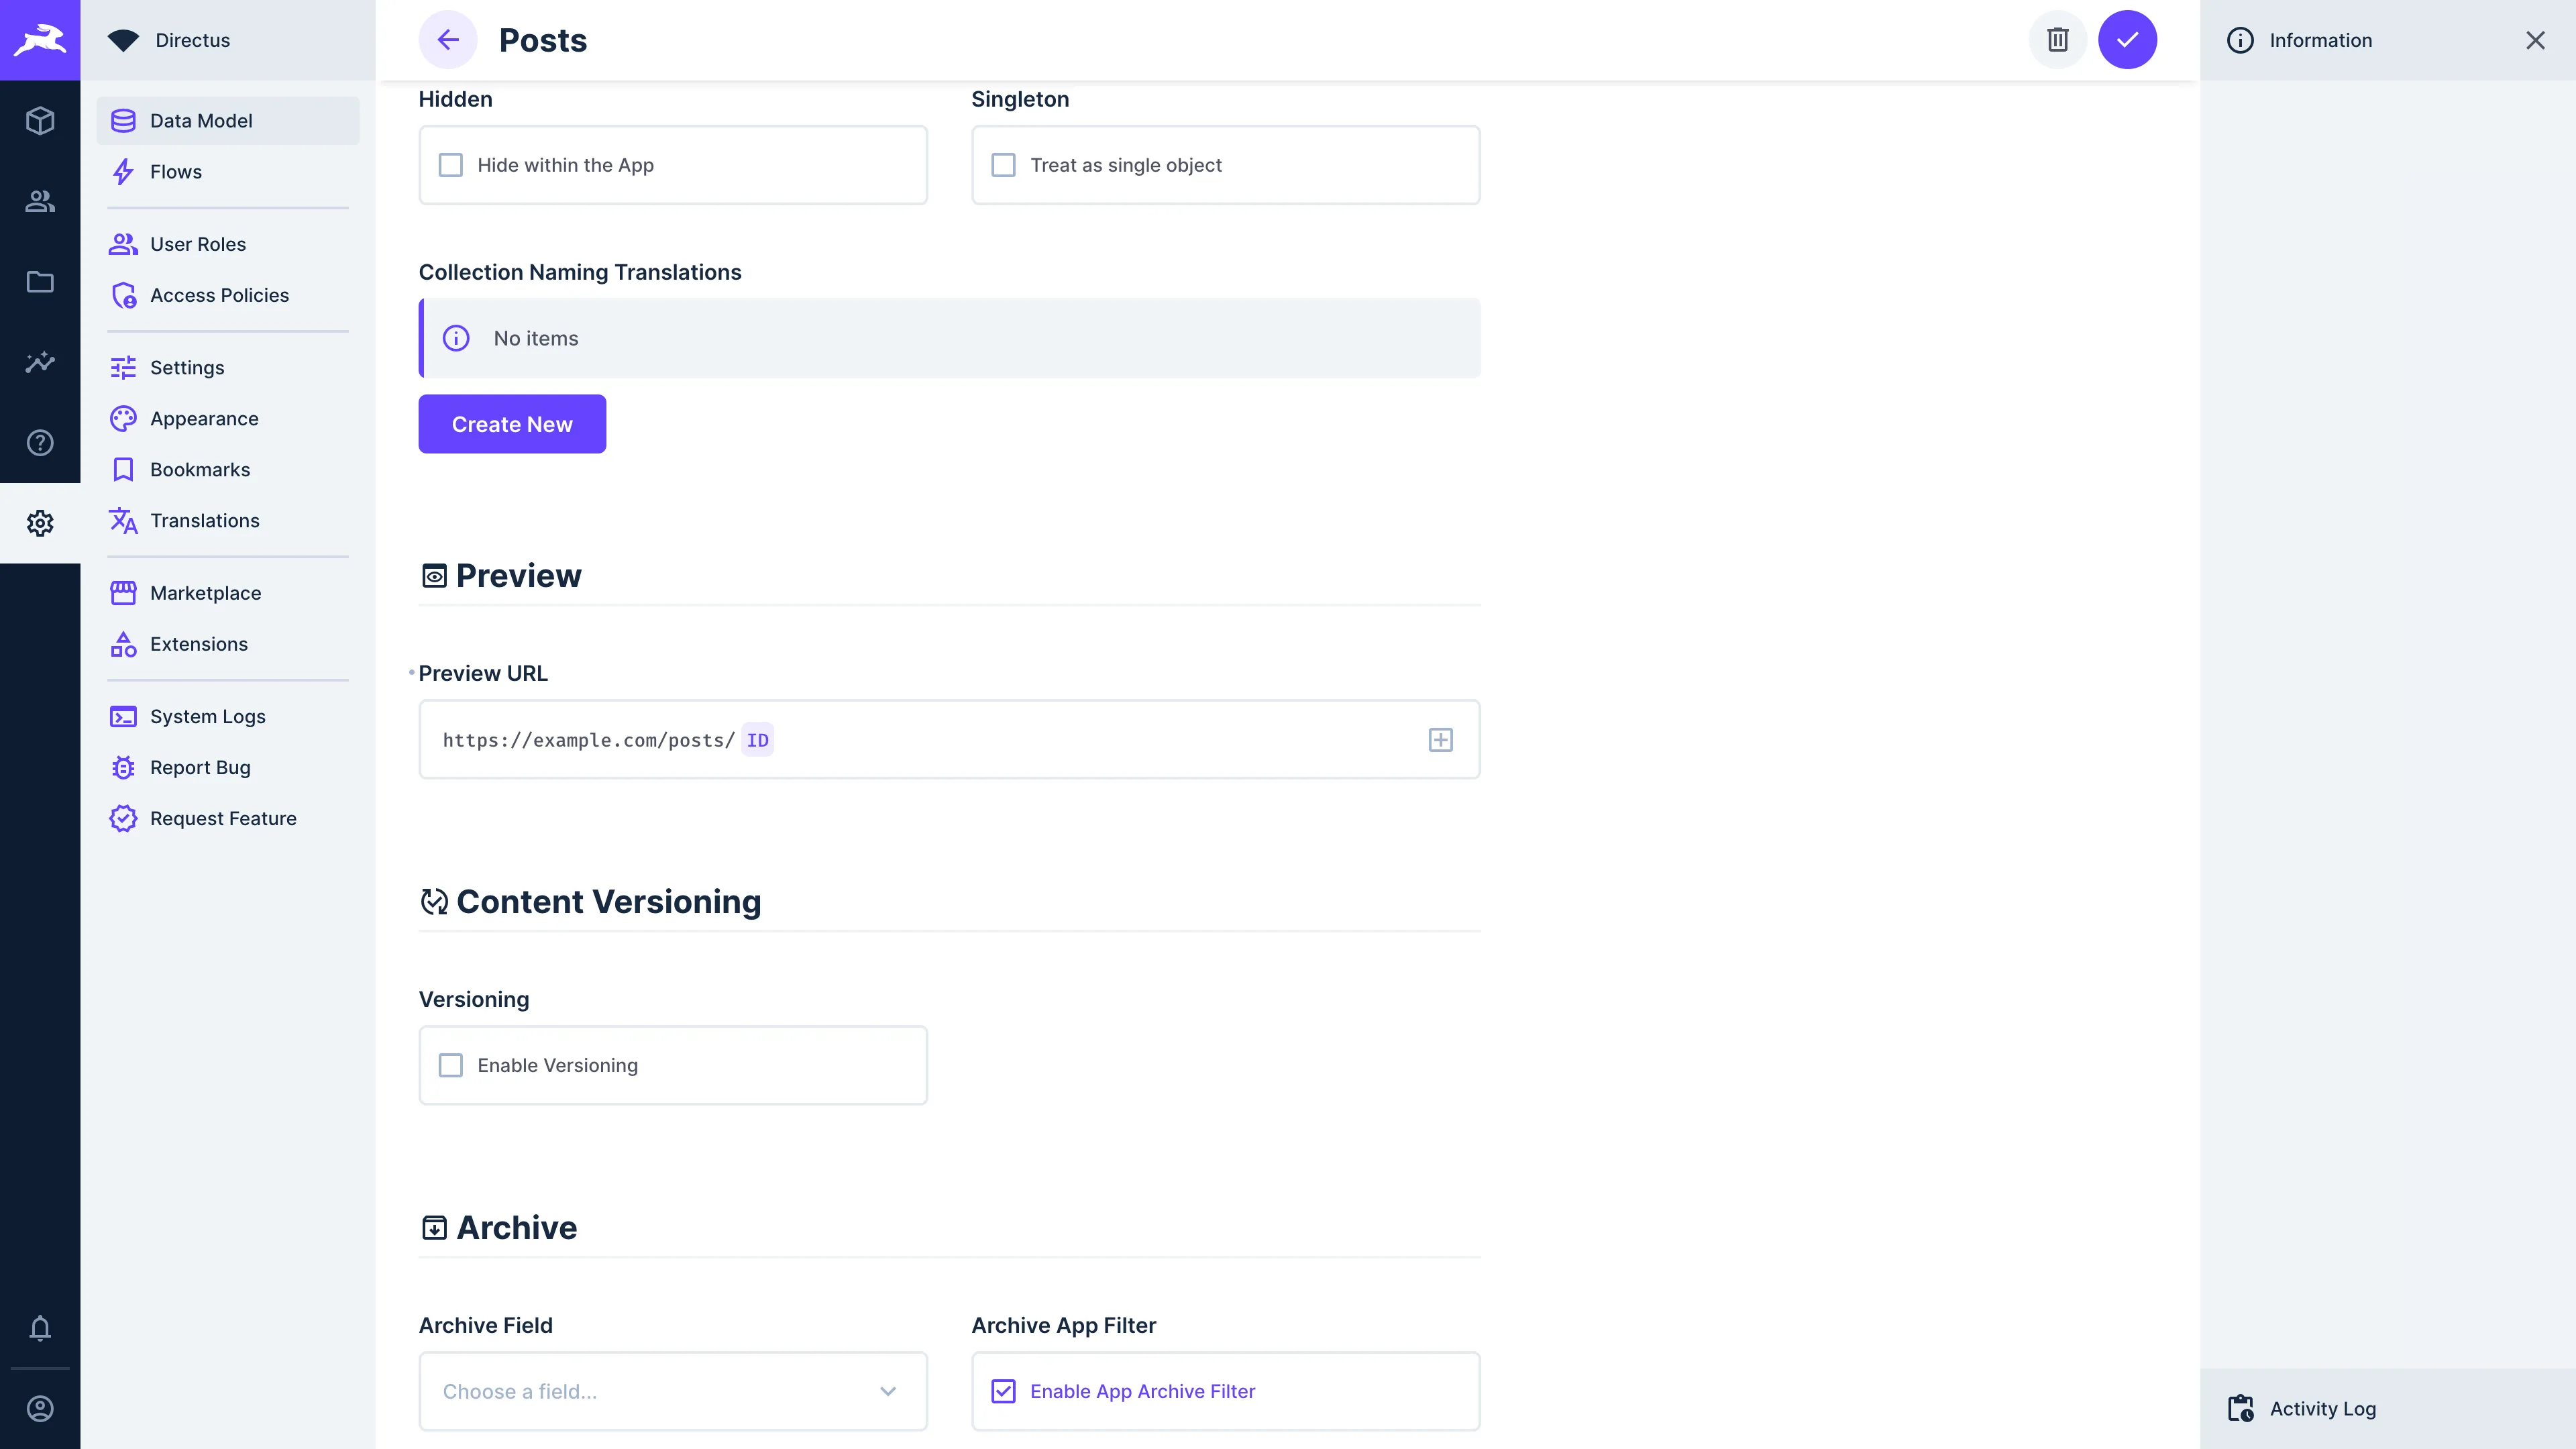 Directus
Data Model
Flows
User Roles
Access Policies
Settings
Appearance
Bookmarks
Translations
Marketplace
Extensions
System Logs
Report Bug
Request Feature
Posts
Hidden
Hide within the App
Singleton
Treat as single object
Collection Naming Translations
No items
Create New
Preview
Preview URL
https://example.com/posts/ ID
Content Versioning
Versioning
Enable Versioning
Archive
Archive Field
Choose a field...
Archive App Filter
Enable App Archive Filter
Information
Activity Log